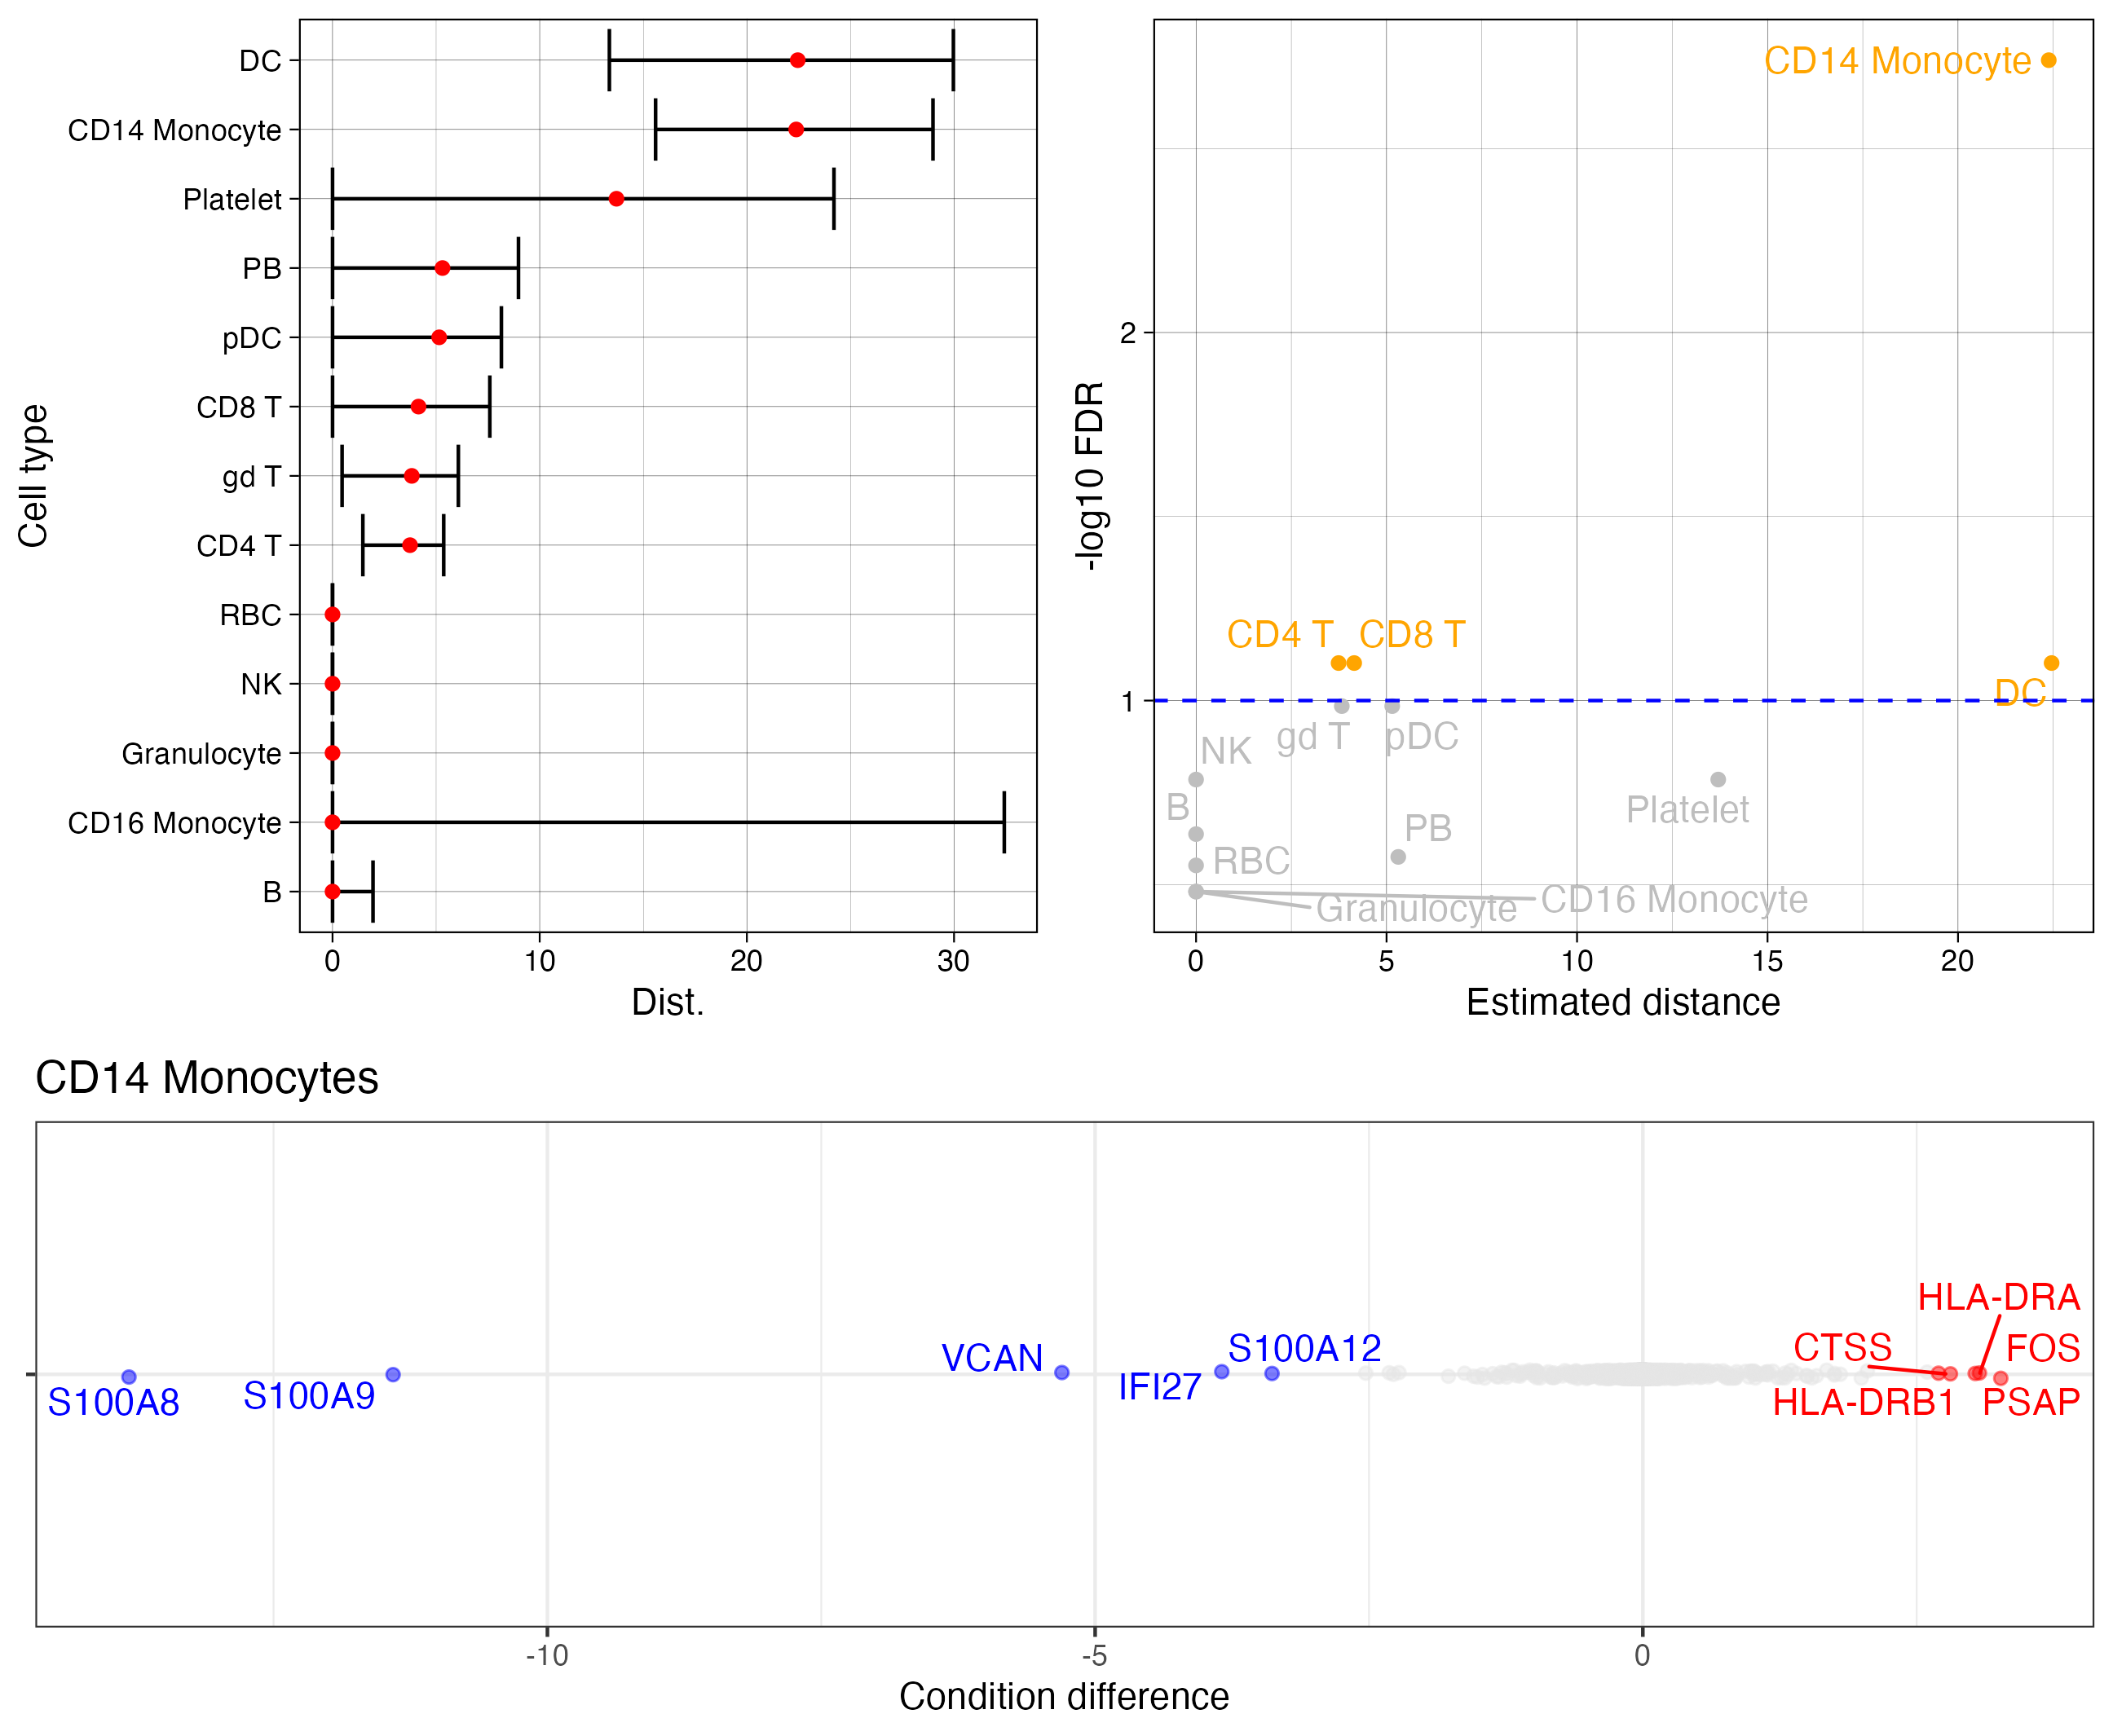 DC
CD14 Monocyte
Platelet
PB
pDC
CD8 T
gd T
CD4 T
RBC
NK
Granulocyte
CD16 Monocyte
B
Cell type
0 10 20 30
Dist.
CD14 Monocyte
2
CD4 T CD8 T
DC
1
gd T pDC
NK
B
Platelet
PB
RBC
CD16 Monocyte
Granulocyte
-log10 FDR
0 5 10 15 20
Estimated distance
CD14 Monocytes
HLA-DRA
VCAN S100A12 CTSS FOS
S100A8 S100A9 IFI27 HLA-DRB1 PSAP
-10 -5 0
Condition difference